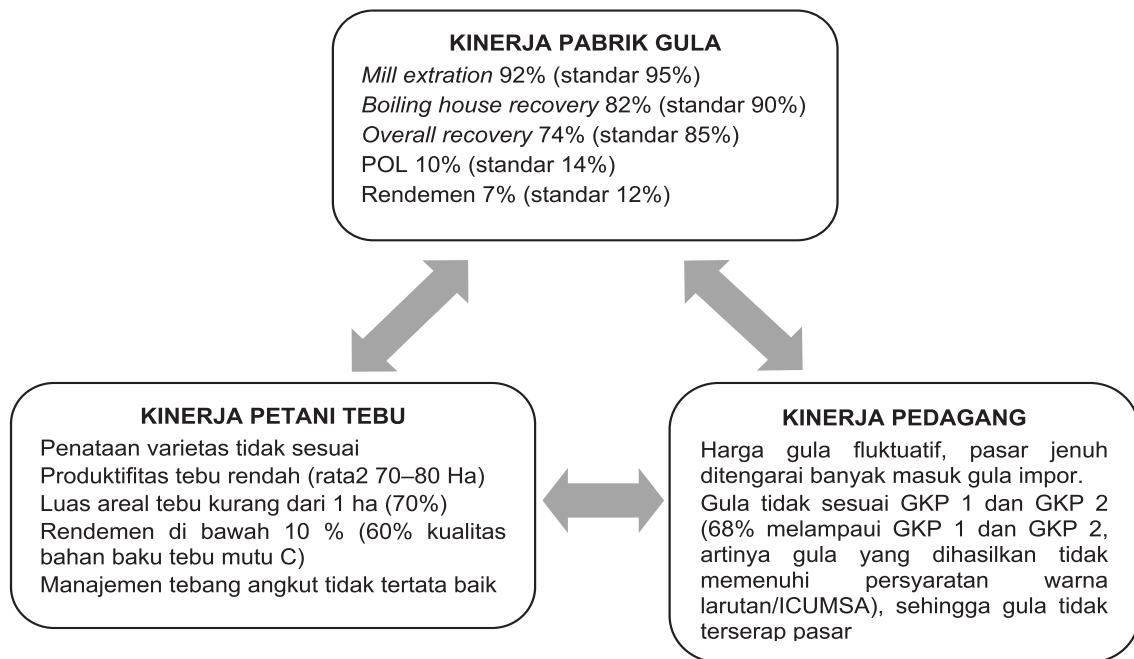 KINERJA PABRIK GULA
Mill extration 92% (standar 95%)
Boiling house recovery 82% (standar 90%)
Overall recovery 74% (standar 85%)
POL 10% (standar 14%)
Rendemen 7% (standar 12%)
KINERJA PETANI TEBU
Penataan varietas tidak sesuai
Produktifitas tebu rendah (rata2 70–80 Ha)
Luas areal tebu kurang dari 1 ha (70%)
Rendemen di bawah 10 % (60% kualitas
bahan baku tebu mutu C)
Manajemen tebang angkut tidak tertata baik
KINERJA PEDAGANG
Harga gula fluktuatif, pasar jenuh
ditengarai banyak masuk gula impor.
Gula tidak sesuai GKP 1 dan GKP 2
(68% melampaui GKP 1 dan GKP 2,
artinya gula yang dihasilkan tidak
memenuhi persyaratan warna
larutan/ICUMSA), sehingga gula tidak
terserap pasar